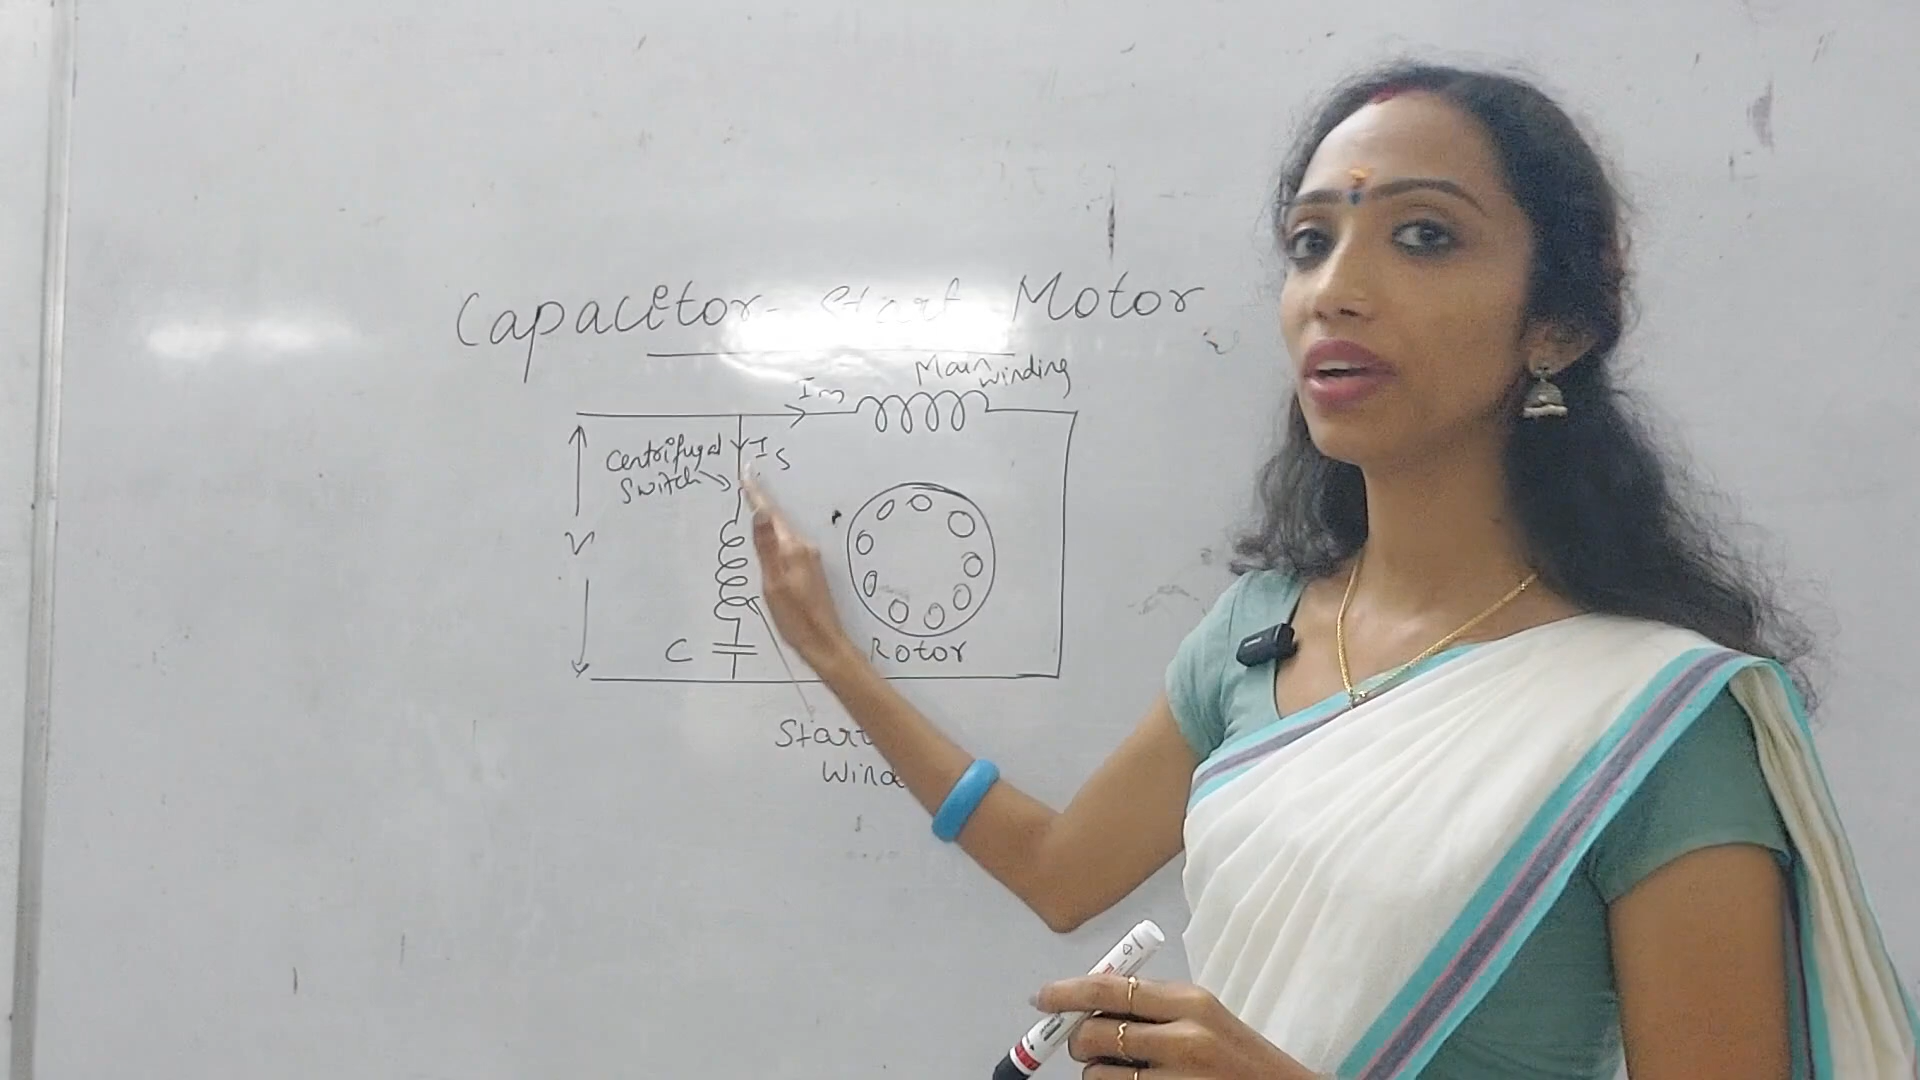 Capacitor-Start Motor
Main
winding
Im
Centrifugal
Switch
Is
V
C
Rotor
Start
Wind